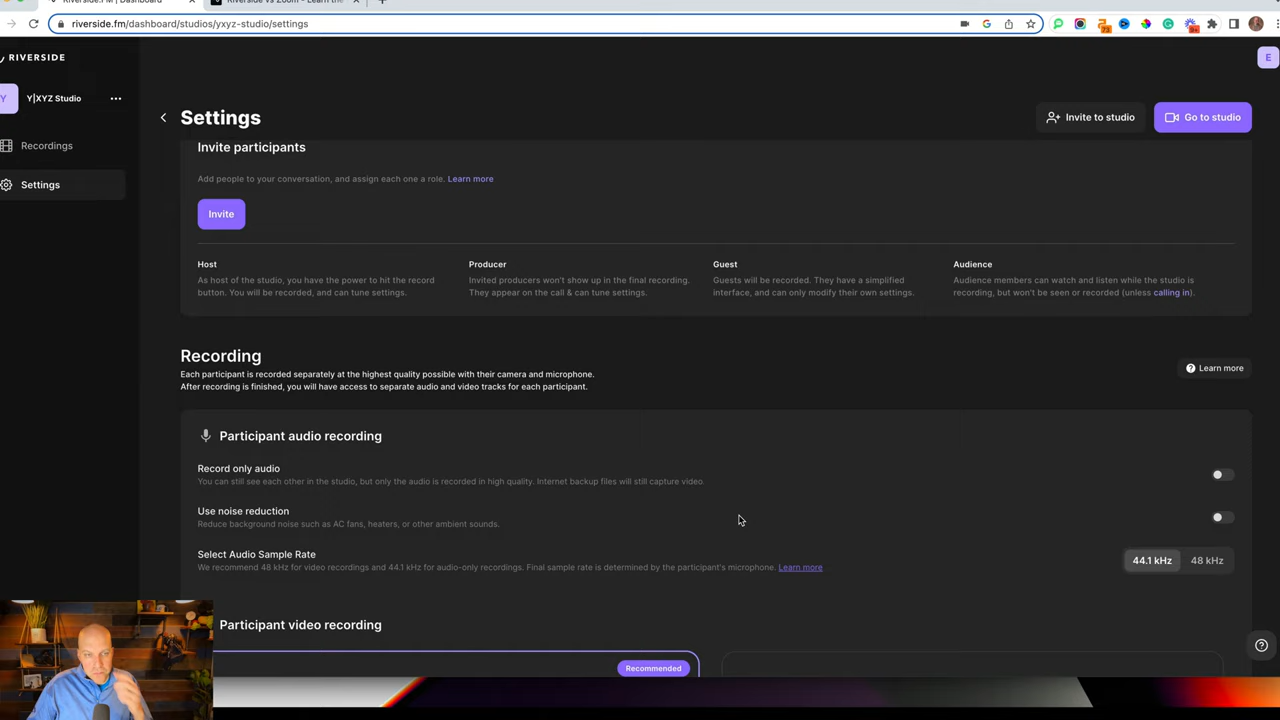 Riverside.FM | Dashboard
Riverside vs Zoom - Learn the
riverside.fm/dashboard/studios/yxyz-studio/settings
73
9+
RIVERSIDE
E
Y
Y|XYZ Studio
Recordings
Settings
Settings
Invite to studio
Go to studio
Invite participants
Add people to your conversation, and assign each one a role. Learn more
Invite
Host
As host of the studio, you have the power to hit the record
button. You will be recorded, and can tune settings.
Producer
Invited producers won't show up in the final recording.
They appear on the call & can tune settings.
Guest
Guests will be recorded. They have a simplified
interface, and can only modify their own settings.
Audience
Audience members can watch and listen while the studio is
recording, but won't be seen or recorded (unless calling in).
Recording
Each participant is recorded separately at the highest quality possible with their camera and microphone.
After recording is finished, you will have access to separate audio and video tracks for each participant.
Learn more
Participant audio recording
Record only audio
You can still see each other in the studio, but only the audio is recorded in high quality. Internet backup files will still capture video.
Use noise reduction
Reduce background noise such as AC fans, heaters, or other ambient sounds.
Select Audio Sample Rate
We recommend 48 kHz for video recordings and 44.1 kHz for audio-only recordings. Final sample rate is determined by the participant's microphone. Learn more
44.1 kHz
48 kHz
Participant video recording
Recommended